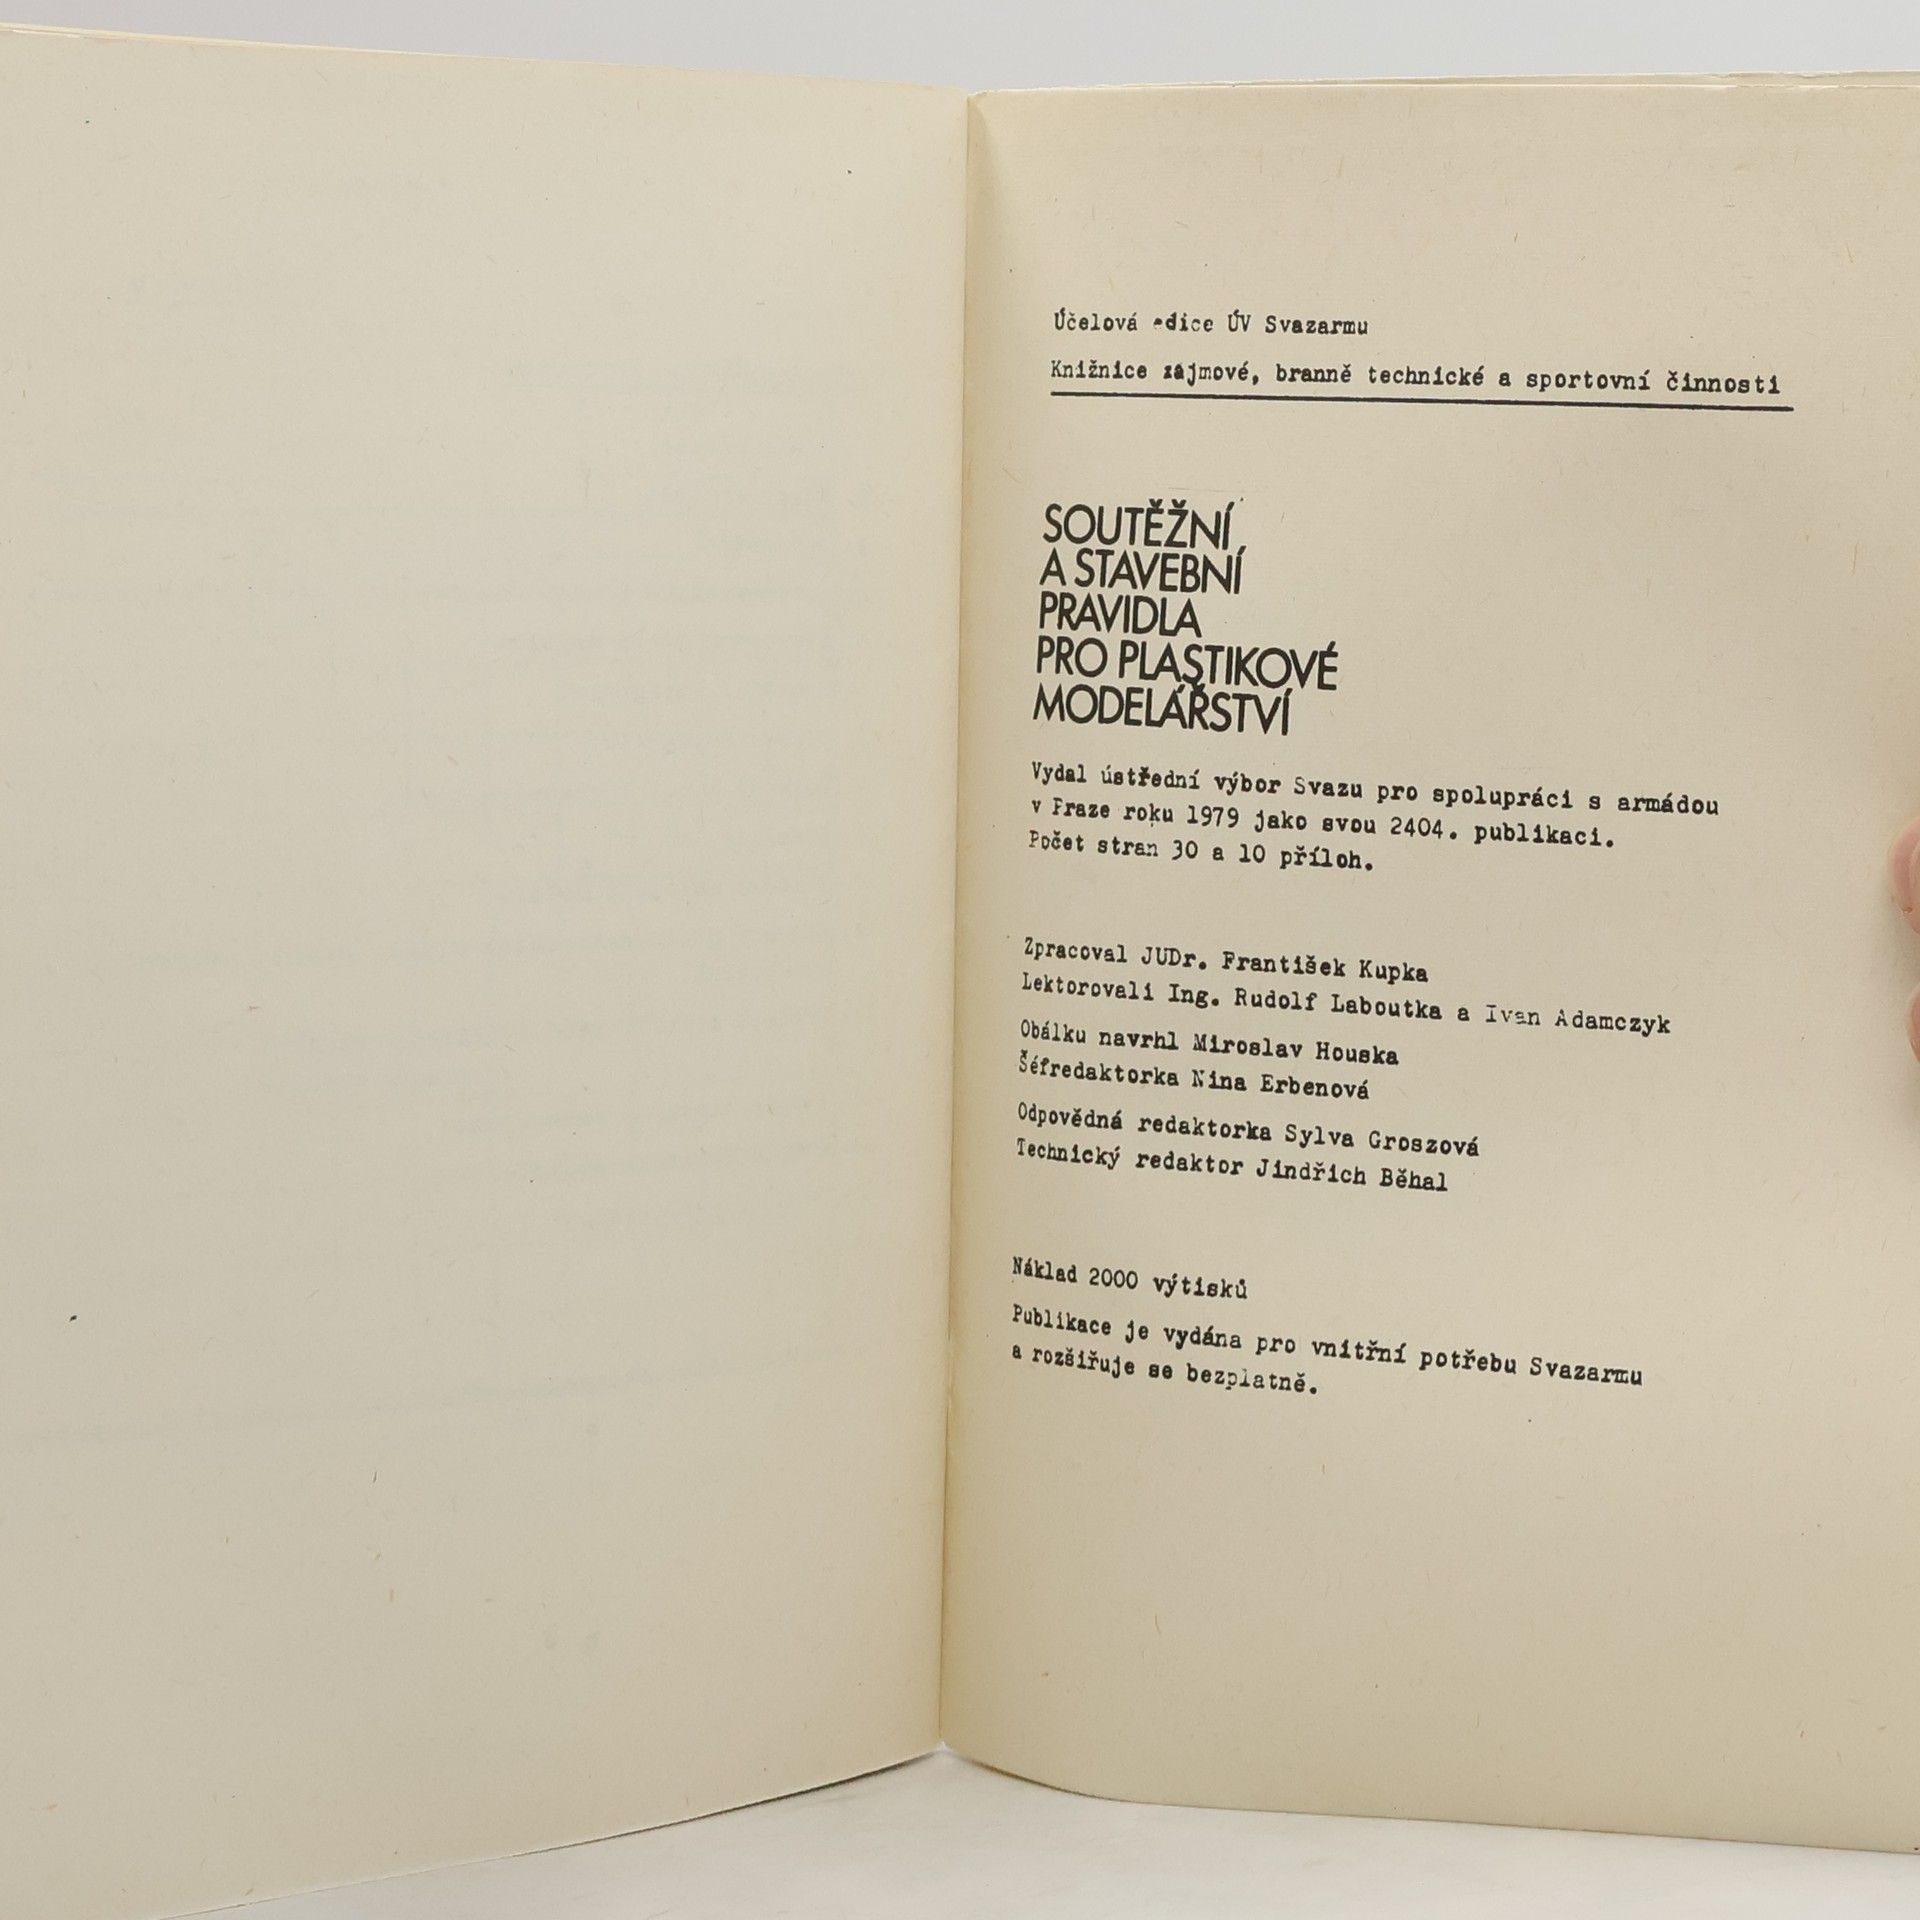 Účelová edice ÚV Svazarmu
Knižnice zájmové, branně technické a sportovní činnosti
SOUTĚŽNÍ
A STAVEBNÍ
PRAVIDLA
PRO PLASTIKOVÉ
MODELÁŘSTVÍ
Vydal ústřední výbor Svazu pro spolupráci s armádou
v Praze roku 1979 jako svou 2404. publikaci.
Počet stran 30 a 10 příloh.
Zpracoval JUDr. František Kupka
Lektorovali Ing. Rudolf Laboutka a Ivan Adamczyk
Obálku navrhl Miroslav Houska
Šéfredaktorka Nina Erbenová
Odpovědná redaktorka Sylva Groszová
Technický redaktor Jindřich Běhal
Náklad 2000 výtisků
Publikace je vydána pro vnitřní potřebu Svazarmu
a rozšiřuje se bezplatně.